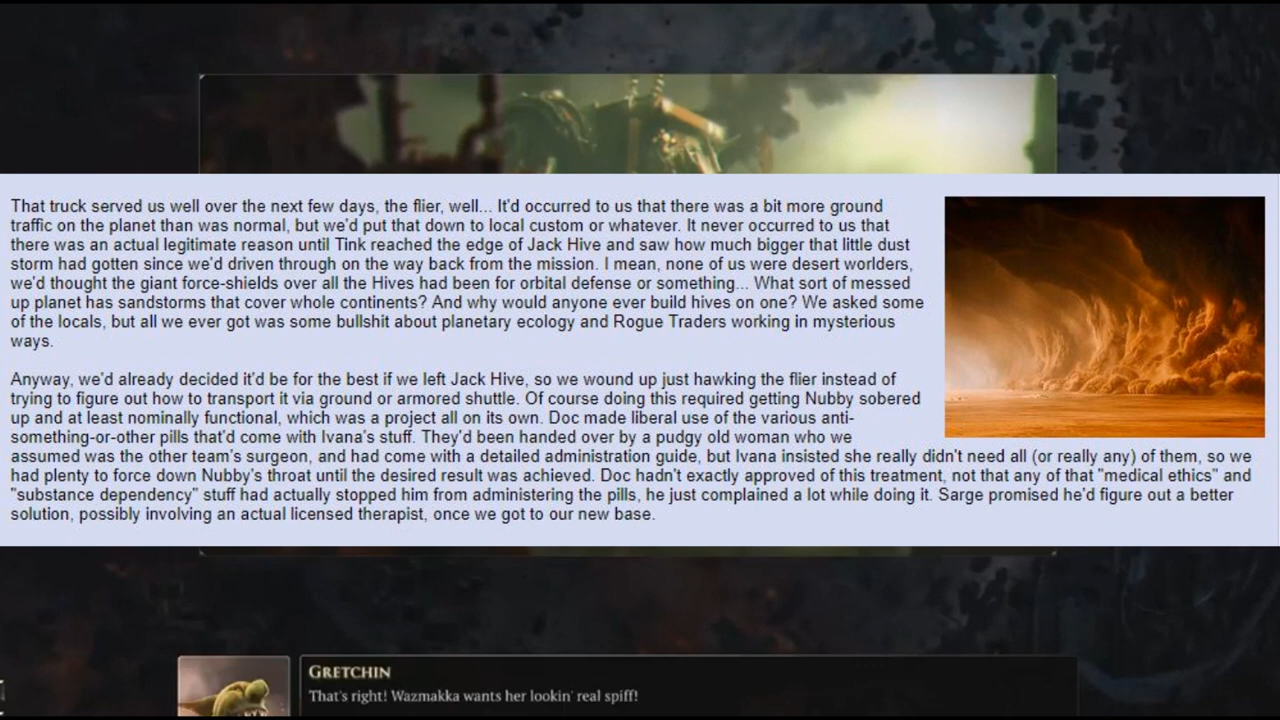 That truck served us well over the next few days, the flier, well... It'd occurred to us that there was a bit more ground
traffic on the planet than was normal, but we'd put that down to local custom or whatever. It never occurred to us that
there was an actual legitimate reason until Tink reached the edge of Jack Hive and saw how much bigger that little dust
storm had gotten since we'd driven through on the way back from the mission. I mean, none of us were desert worlders,
we'd thought the giant force-shields over all the Hives had been for orbital defense or something... What sort of messed
up planet has sandstorms that cover whole continents? And why would anyone ever build hives on one? We asked some
of the locals, but all we ever got was some bullshit about planetary ecology and Rogue Traders working in mysterious
ways.
Anyway, we'd already decided it'd be for the best if we left Jack Hive, so we wound up just hawking the flier instead of
trying to figure out how to transport it via ground or armored shuttle. Of course doing this required getting Nubby sobered
up and at least nominally functional, which was a project all on its own. Doc made liberal use of the various anti-
something-or-other pills that'd come with Ivana's stuff. They'd been handed over by a pudgy old woman who we
assumed was the other team's surgeon, and had come with a detailed administration guide, but Ivana insisted she really didn't need all (or really any) of them, so we
had plenty to force down Nubby's throat until the desired result was achieved. Doc hadn't exactly approved of this treatment, not that any of that "medical ethics" and
"substance dependency" stuff had actually stopped him from administering the pills, he just complained a lot while doing it. Sarge promised he'd figure out a better
solution, possibly involving an actual licensed therapist, once we got to our new base.
GRETCHIN
That's right! Wazmakka wants her lookin' real spiff!